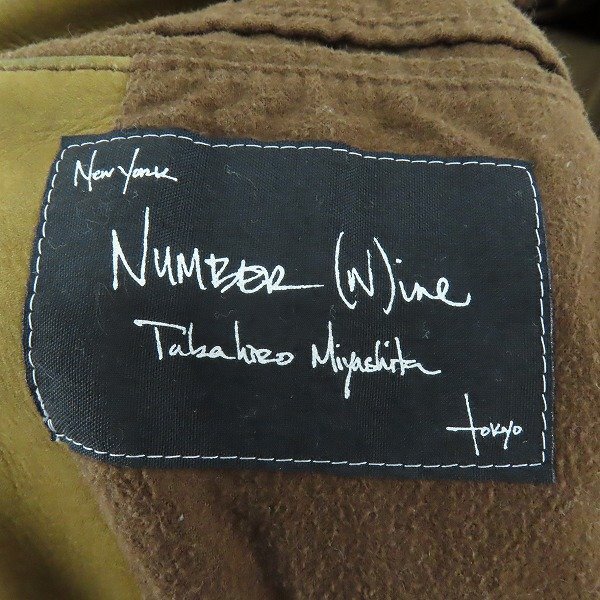 New York
NUMBER (N)ine
Takahiro Miyashita
tokyo